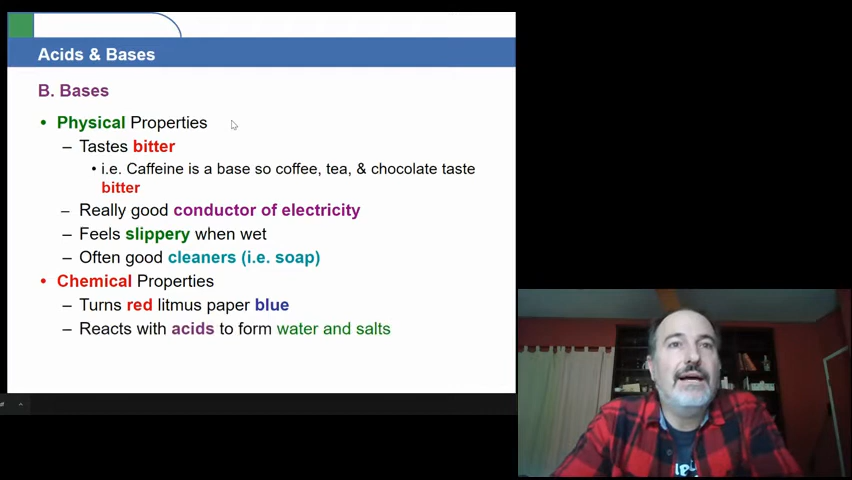 Acids & Bases
B. Bases
• Physical Properties
– Tastes bitter
• i.e. Caffeine is a base so coffee, tea, & chocolate taste
bitter
– Really good conductor of electricity
– Feels slippery when wet
– Often good cleaners (i.e. soap)
• Chemical Properties
– Turns red litmus paper blue
– Reacts with acids to form water and salts